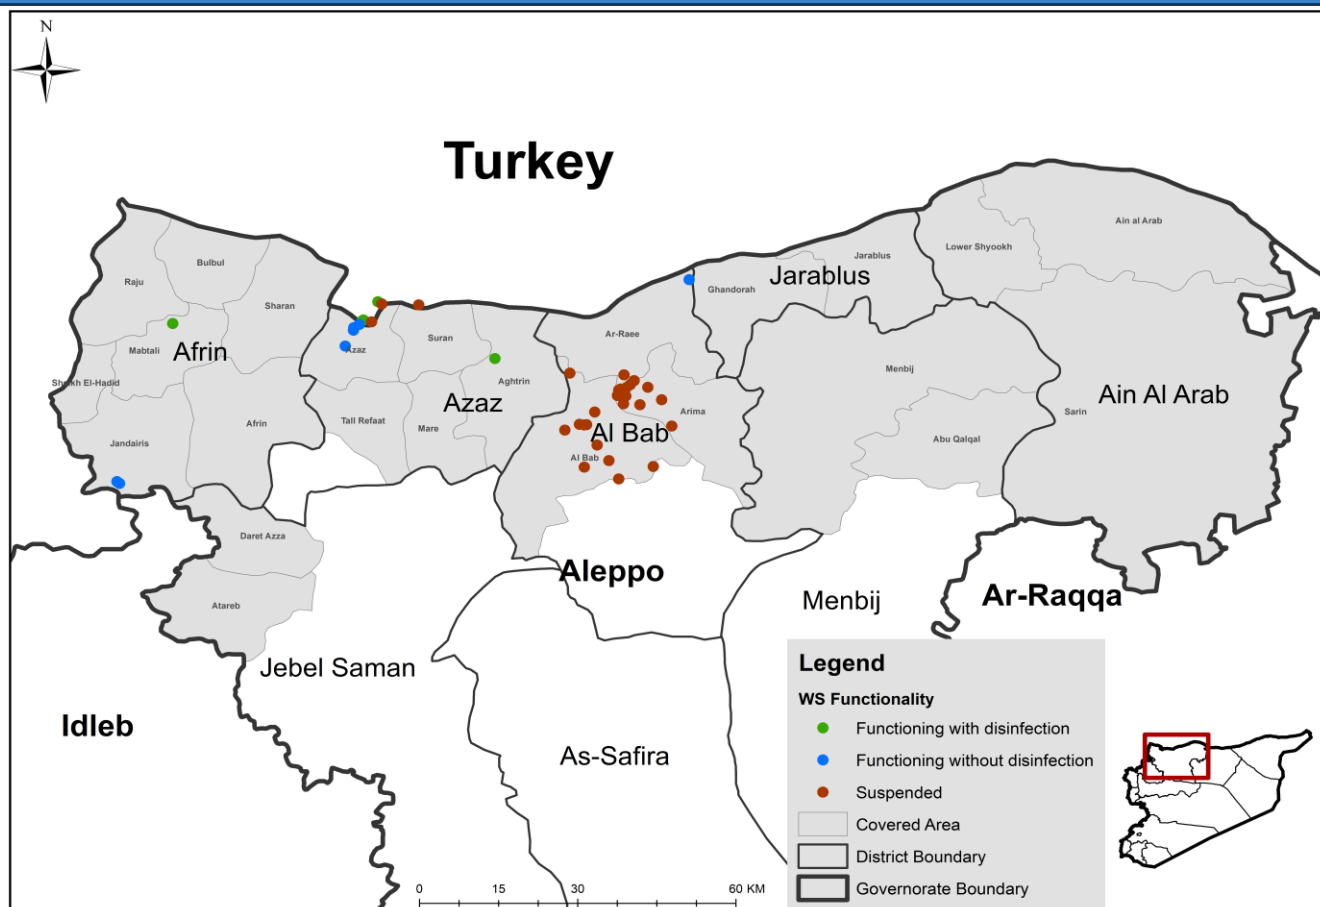 N
Turkey
Ain al Arab
Lower Shyookh
Jarablus
Bulbul
Raju
Jarablus
Ghandorah
Sharan
Ar-Raee
Suran
Mabtali
Afrin
Azaz
Menbij
Aghtrin
Sheikh El-Hadid
Ain Al Arab
Azaz
Arima
Sarin
Tall Refaat
Mare
Afrin
Al Bab
Jandairis
Abu Qalqal
Al Bab
Daret Azza
Aleppo
Ar-Raqqa
Menbij
Atareb
Jebel Saman
Legend
WS Functionality
Idleb
Functioning with disinfection
As-Safira
Functioning without disinfection
Suspended
Covered Area
District Boundary
Governorate Boundary
0 15 30 60 KM